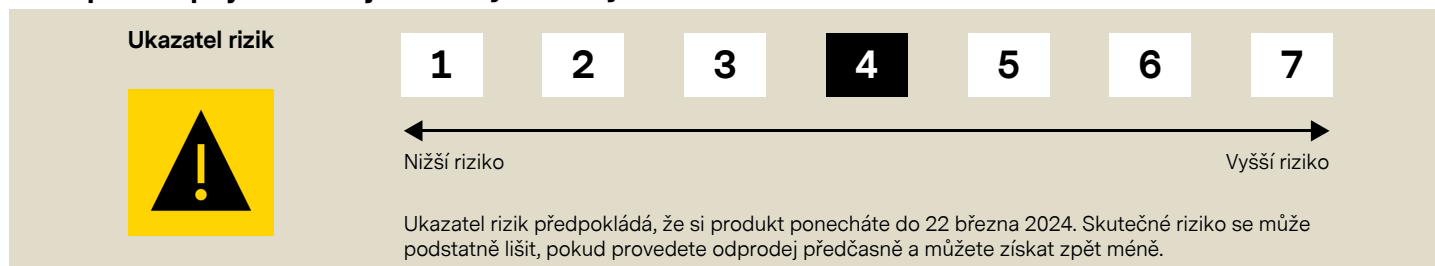 Ukazatel rizik
1 2 3 4 5 6 7
Nižší riziko Vyšší riziko
Ukazatel rizik předpokládá, že si produkt ponecháte do 22 března 2024. Skutečné riziko se může
podstatně lišit, pokud provedete odprodej předčasně a můžete získat zpět méně.